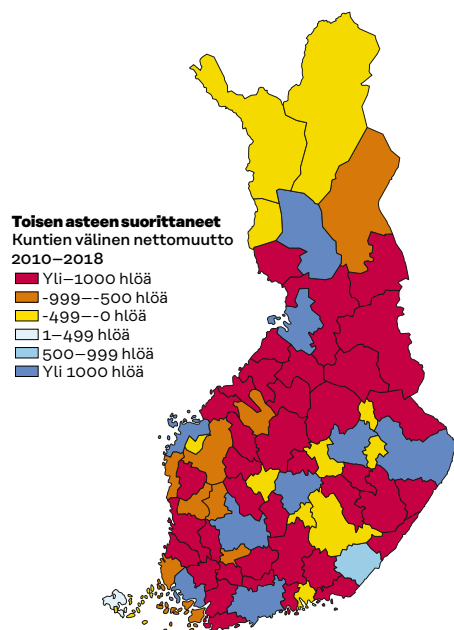 Toisen asteen suorittaneet
Kuntien välinen nettomuutto
2010–2018
Yli–1000 hlöä
-999–-500 hlöä
-499–-0 hlöä
1–499 hlöä
500–999 hlöä
Yli 1000 hlöä